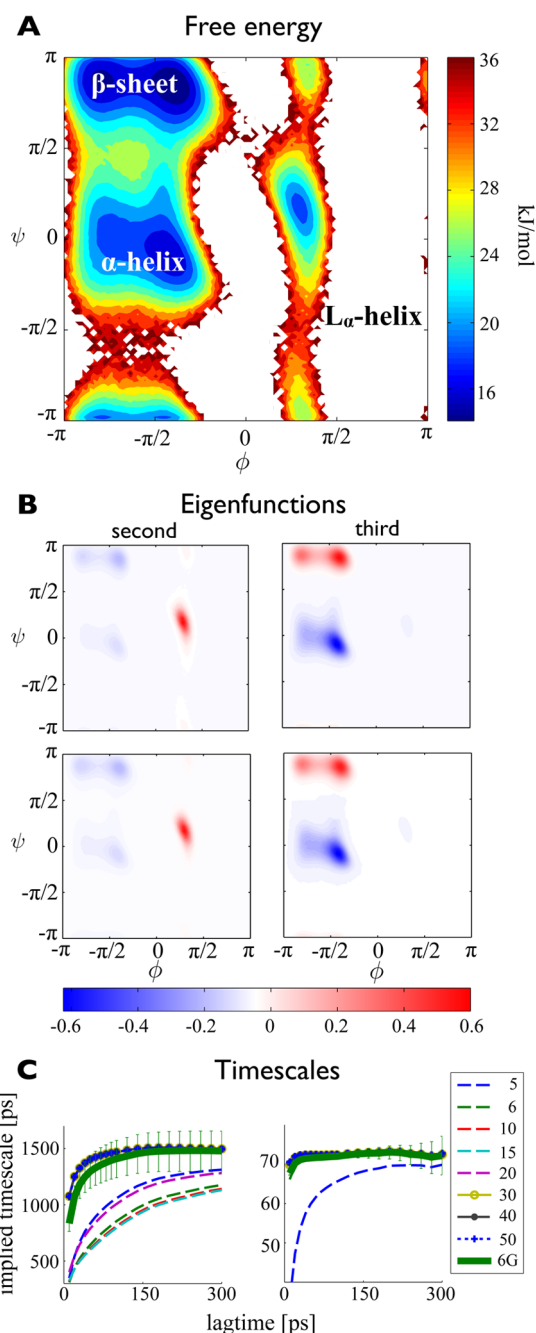 A Free energy
π
π/2
ψ 0
-π/2
-π
β-sheet
α-helix
Lα-helix
-π -π/2 0 π/2 π
ϕ
36
32
28
24
20
16
kJ/mol
B Eigenfunctions
second third
π
π/2
ψ 0
-π/2
-π
π
π/2
ψ 0
-π/2
-π
-π -π/2 0 π/2 π
ϕ
-π -π/2 0 π/2 π
ϕ
-0.6 -0.4 -0.2 0 0.2 0.4 0.6
C Timescales
implied timescale [ps]
1500
1000
500
0 150 300
70
60
50
0 150 300
lagtime [ps]
5
6
10
15
20
30
40
50
6G